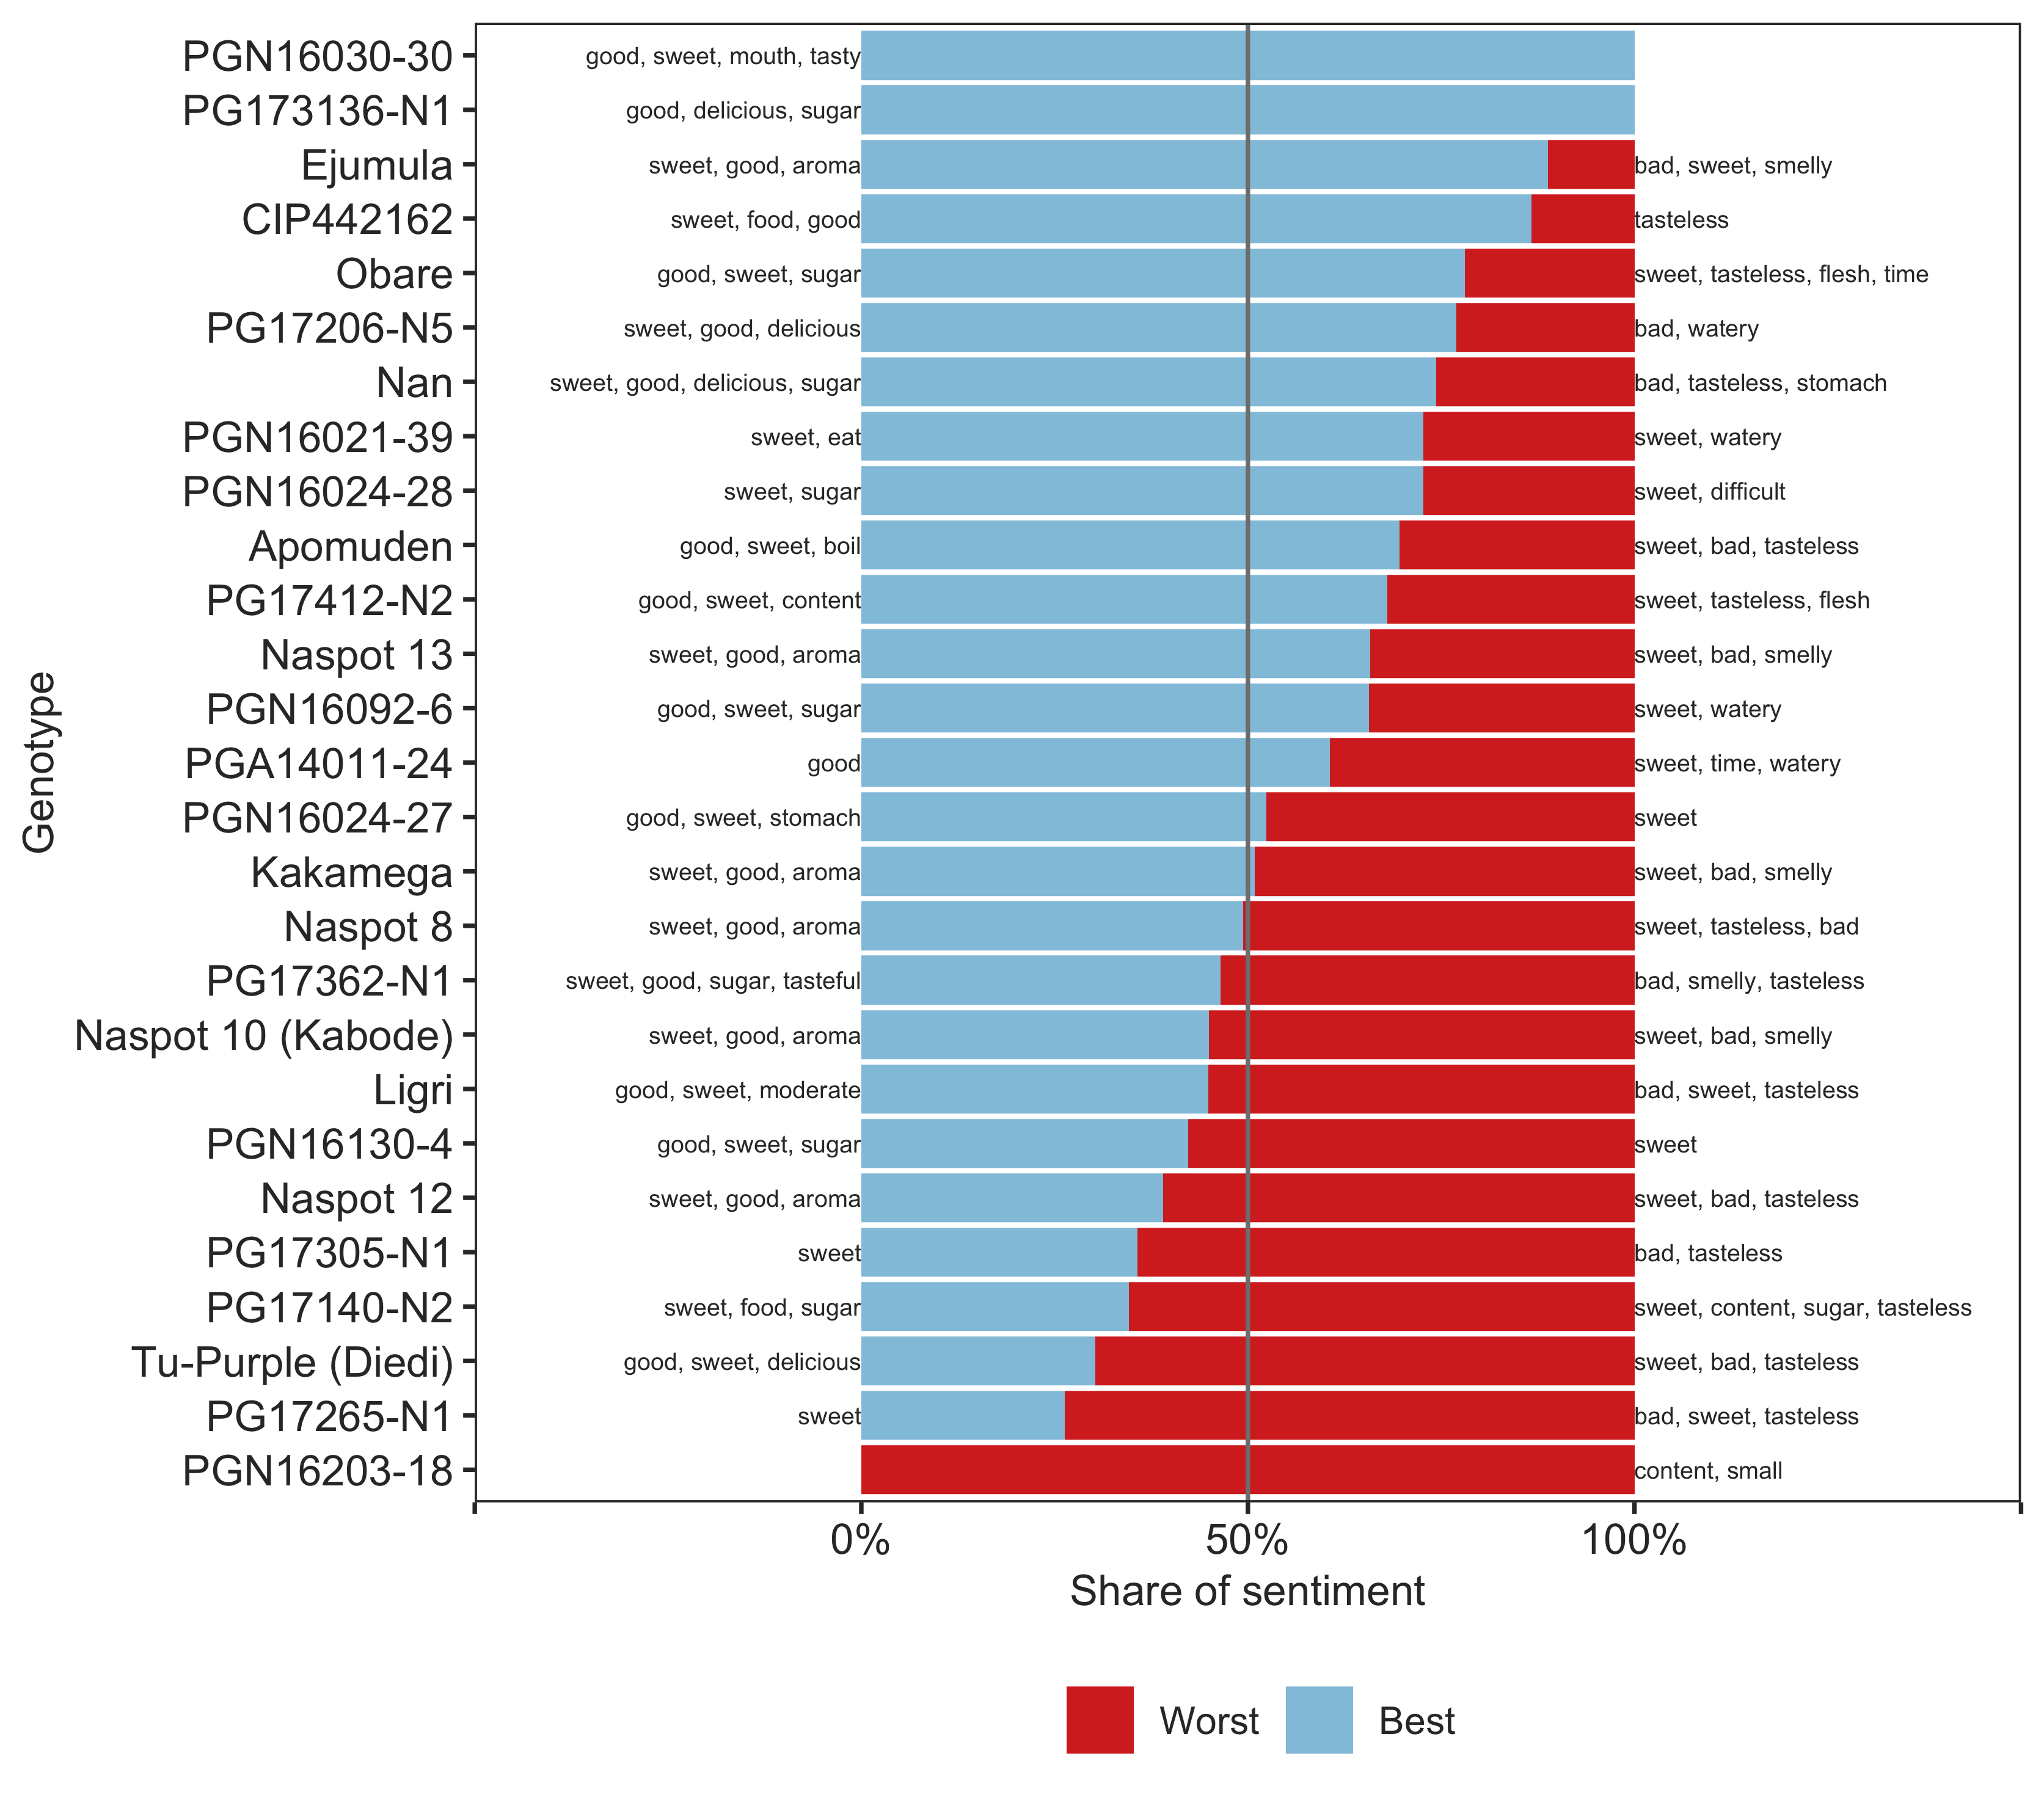 PGN16030-30 good, sweet, mouth, tasty
PG173136-N1 good, delicious, sugar
Ejumula sweet, good, aroma bad, sweet, smelly
CIP442162 sweet, food, good tasteless
Obare good, sweet, sugar sweet, tasteless, flesh, time
PG17206-N5 sweet, good, delicious bad, watery
Nan sweet, good, delicious, sugar bad, tasteless, stomach
PGN16021-39 sweet, eat sweet, watery
PGN16024-28 sweet, sugar sweet, difficult
Apomuden good, sweet, boil sweet, bad, tasteless
PG17412-N2 good, sweet, content sweet, tasteless, flesh
Naspot 13 sweet, good, aroma sweet, bad, smelly
PGN16092-6 good, sweet, sugar sweet, watery
PGA14011-24 good sweet, time, watery
PGN16024-27 good, sweet, stomach sweet
Kakamega sweet, good, aroma sweet, bad, smelly
Naspot 8 sweet, good, aroma sweet, tasteless, bad
PG17362-N1 sweet, good, sugar, tasteful bad, smelly, tasteless
Naspot 10 (Kabode) sweet, good, aroma sweet, bad, smelly
Ligri good, sweet, moderate bad, sweet, tasteless
PGN16130-4 good, sweet, sugar sweet
Naspot 12 sweet, good, aroma sweet, bad, tasteless
PG17305-N1 sweet bad, tasteless
PG17140-N2 sweet, food, sugar sweet, content, sugar, tasteless
Tu-Purple (Diedi) good, sweet, delicious sweet, bad, tasteless
PG17265-N1 sweet bad, sweet, tasteless
PGN16203-18 content, small
Genotype
0% 50% 100%
Share of sentiment
Worst Best